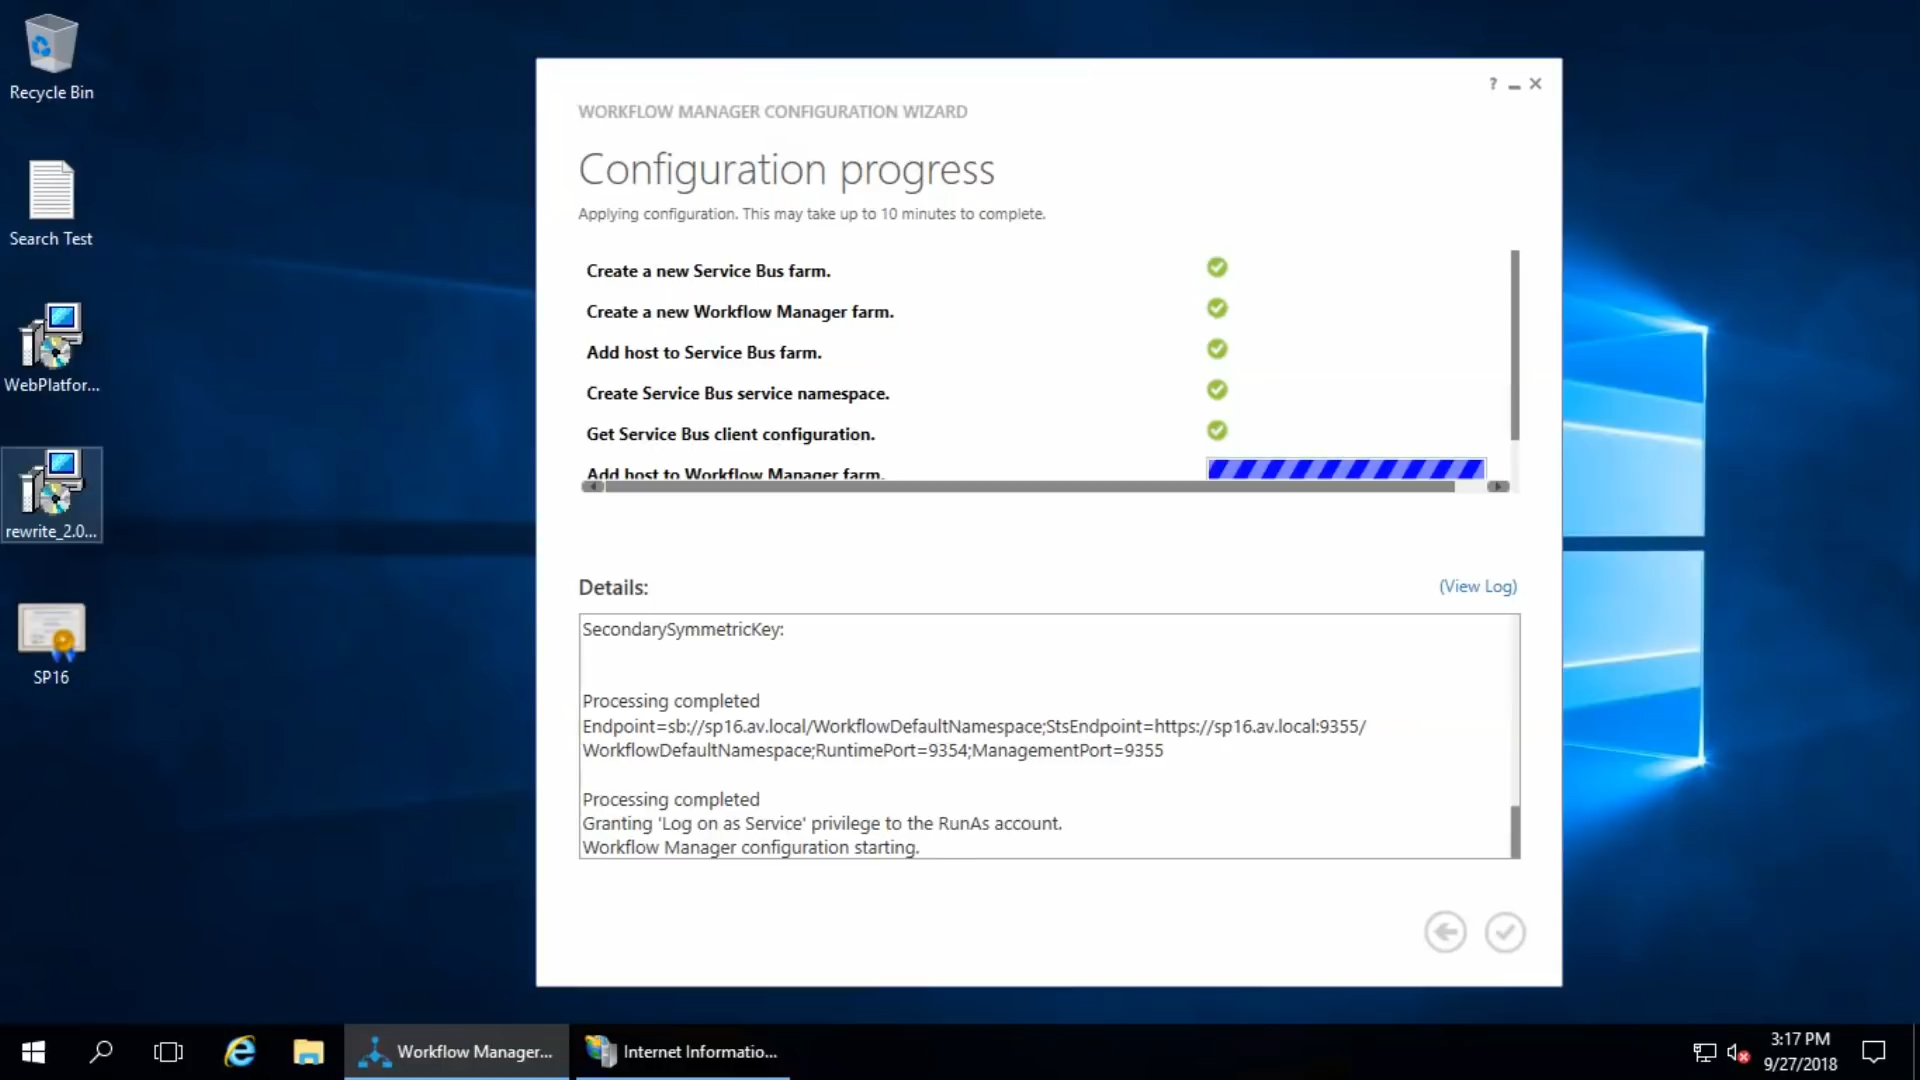 Recycle Bin
Search Test
WebPlatfor...
rewrite_2.0...
SP16
?
WORKFLOW MANAGER CONFIGURATION WIZARD
Configuration progress
Applying configuration. This may take up to 10 minutes to complete.
Create a new Service Bus farm.
Create a new Workflow Manager farm.
Add host to Service Bus farm.
Create Service Bus service namespace.
Get Service Bus client configuration.
Add host to Workflow Manager farm.
Details:
(View Log)
SecondarySymmetricKey:
Processing completed
Endpoint=sb://sp16.av.local/WorkflowDefaultNamespace;StsEndpoint=https://sp16.av.local:9355/
WorkflowDefaultNamespace;RuntimePort=9354;ManagementPort=9355
Processing completed
Granting 'Log on as Service' privilege to the RunAs account.
Workflow Manager configuration starting.
Workflow Manager...
Internet Informatio...
3:17 PM
9/27/2018